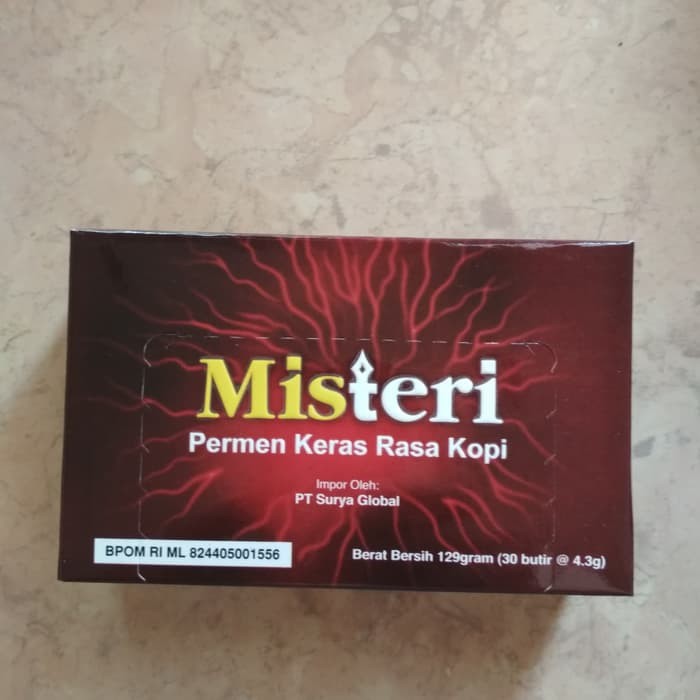 Misteri
Permen Keras Rasa Kopi
Impor Oleh:
PT Surya Global
BPOM RI ML 824405001556
Berat Bersih 129gram (30 butir @ 4.3g)